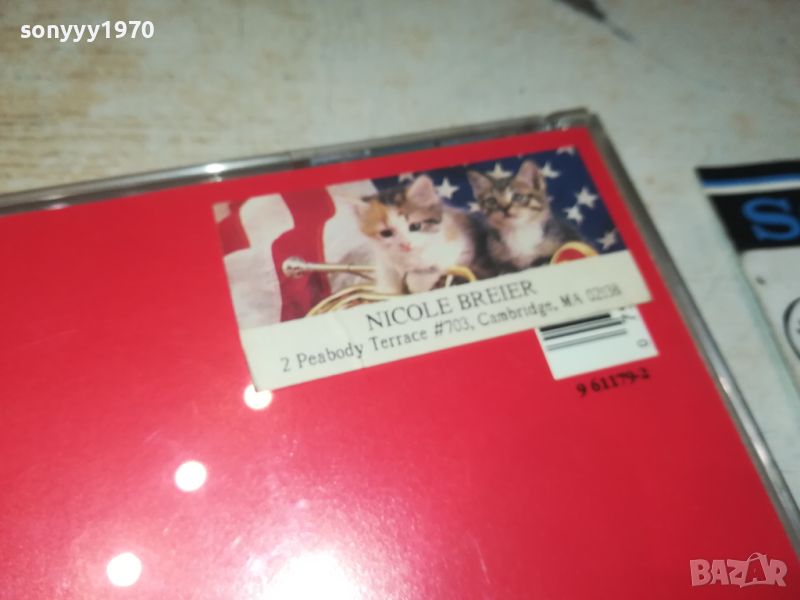 sonyyy1970
NICOLE BREIER
2 Peabody Terrace #703, Cambridge, MA 02138
9 61179-2
S
BAZAR